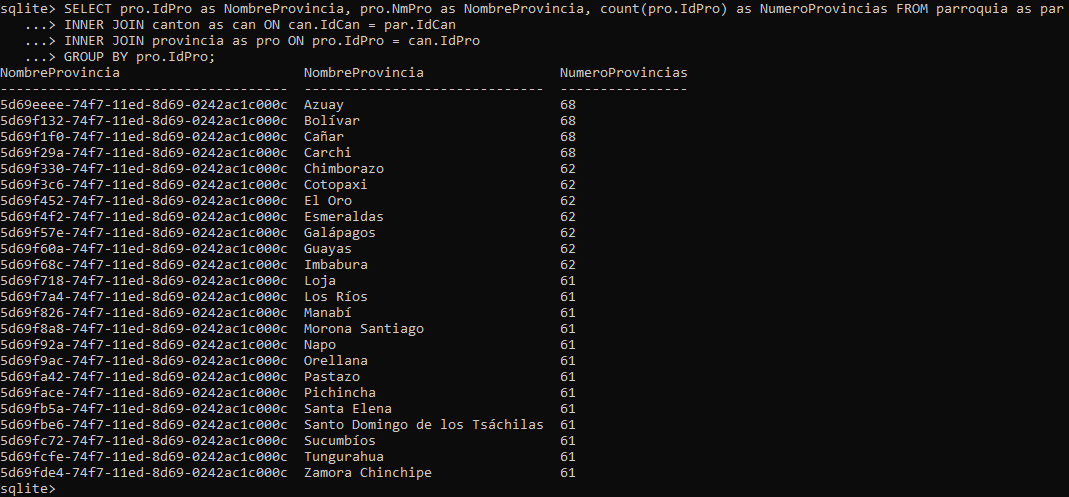 sqlite> SELECT pro.IdPro as NombreProvincia, pro.NmPro as NombreProvincia, count(pro.IdPro) as NumeroProvincias FROM parroquia as par
   ...> INNER JOIN canton as can ON can.IdCan = par.IdCan
   ...> INNER JOIN provincia as pro ON pro.IdPro = can.IdPro
   ...> GROUP BY pro.IdPro;
NombreProvincia                       NombreProvincia                 NumeroProvincias
------------------------------------  ------------------------------  ----------------
5d69eeee-74f7-11ed-8d69-0242ac1c000c  Azuay                           68
5d69f132-74f7-11ed-8d69-0242ac1c000c  Bolívar                         68
5d69f1f0-74f7-11ed-8d69-0242ac1c000c  Cañar                           68
5d69f29a-74f7-11ed-8d69-0242ac1c000c  Carchi                          68
5d69f330-74f7-11ed-8d69-0242ac1c000c  Chimborazo                      62
5d69f3c6-74f7-11ed-8d69-0242ac1c000c  Cotopaxi                        62
5d69f452-74f7-11ed-8d69-0242ac1c000c  El Oro                          62
5d69f4f2-74f7-11ed-8d69-0242ac1c000c  Esmeraldas                      62
5d69f57e-74f7-11ed-8d69-0242ac1c000c  Galápagos                       62
5d69f60a-74f7-11ed-8d69-0242ac1c000c  Guayas                          62
5d69f68c-74f7-11ed-8d69-0242ac1c000c  Imbabura                        62
5d69f718-74f7-11ed-8d69-0242ac1c000c  Loja                            61
5d69f7a4-74f7-11ed-8d69-0242ac1c000c  Los Ríos                        61
5d69f826-74f7-11ed-8d69-0242ac1c000c  Manabí                          61
5d69f8a8-74f7-11ed-8d69-0242ac1c000c  Morona Santiago                 61
5d69f92a-74f7-11ed-8d69-0242ac1c000c  Napo                            61
5d69f9ac-74f7-11ed-8d69-0242ac1c000c  Orellana                        61
5d69fa42-74f7-11ed-8d69-0242ac1c000c  Pastazo                         61
5d69face-74f7-11ed-8d69-0242ac1c000c  Pichincha                       61
5d69fb5a-74f7-11ed-8d69-0242ac1c000c  Santa Elena                     61
5d69fbe6-74f7-11ed-8d69-0242ac1c000c  Santo Domingo de los Tsáchilas  61
5d69fc72-74f7-11ed-8d69-0242ac1c000c  Sucumbíos                       61
5d69fcfe-74f7-11ed-8d69-0242ac1c000c  Tungurahua                      61
5d69fde4-74f7-11ed-8d69-0242ac1c000c  Zamora Chinchipe                61
sqlite>